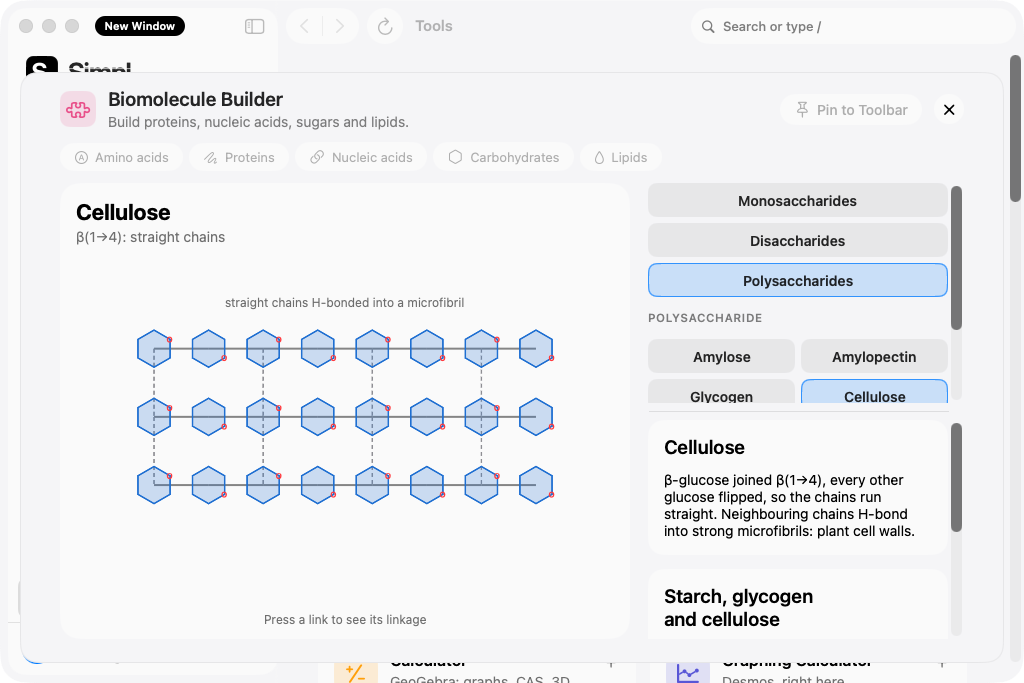 New Window
Tools
Search or type /
Simpl
Biomolecule Builder
Build proteins, nucleic acids, sugars and lipids.
Pin to Toolbar
Amino acids
Proteins
Nucleic acids
Carbohydrates
Lipids
Cellulose
β(1→4): straight chains
straight chains H-bonded into a microfibril
Press a link to see its linkage
Monosaccharides
Disaccharides
Polysaccharides
POLYSACCHARIDE
Amylose
Amylopectin
Glycogen
Cellulose
Cellulose
β-glucose joined β(1→4), every other
glucose flipped, so the chains run
straight. Neighbouring chains H-bond
into strong microfibrils: plant cell walls.
Starch, glycogen
and cellulose
Calculator
GeoGebra: graphs, CAS, 3D
Graphing Calculator
Desmos, right here